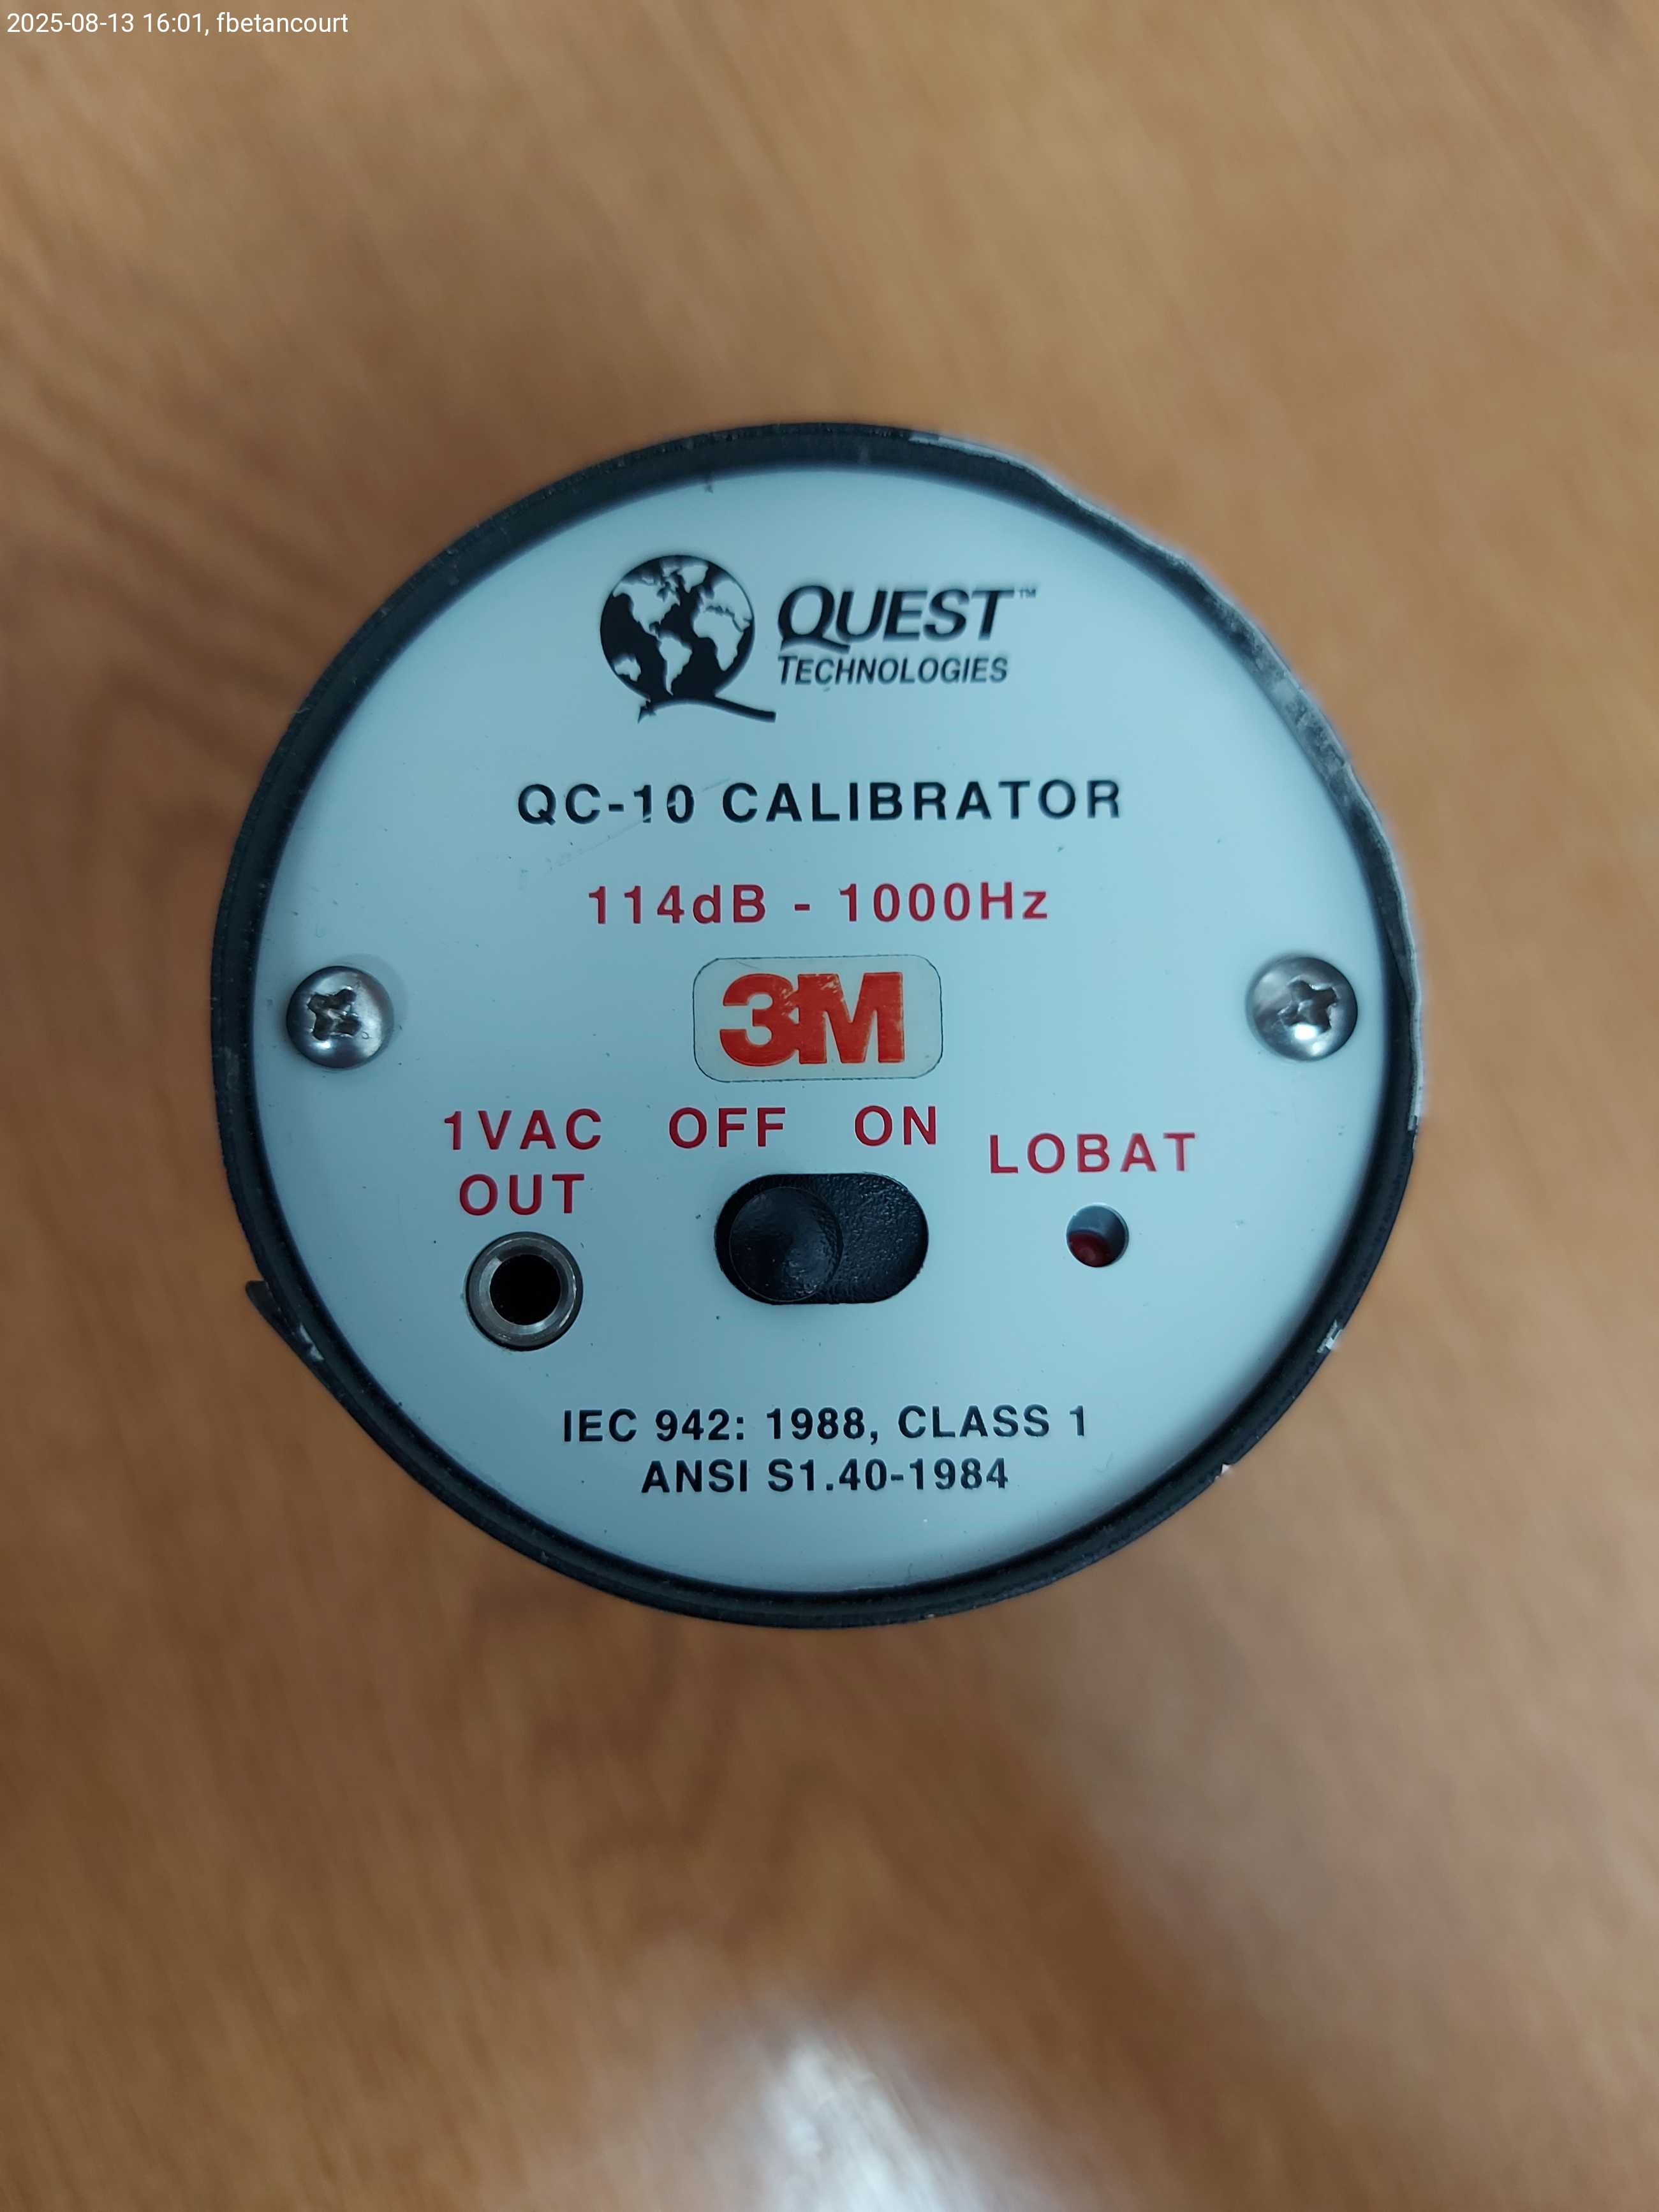 2025-08-13 16:01, fbetancourt
QUEST™
TECHNOLOGIES
QC-10 CALIBRATOR
114dB - 1000Hz
3M
1VAC OUT
OFF ON
LOBAT
IEC 942: 1988, CLASS 1
ANSI S1.40-1984